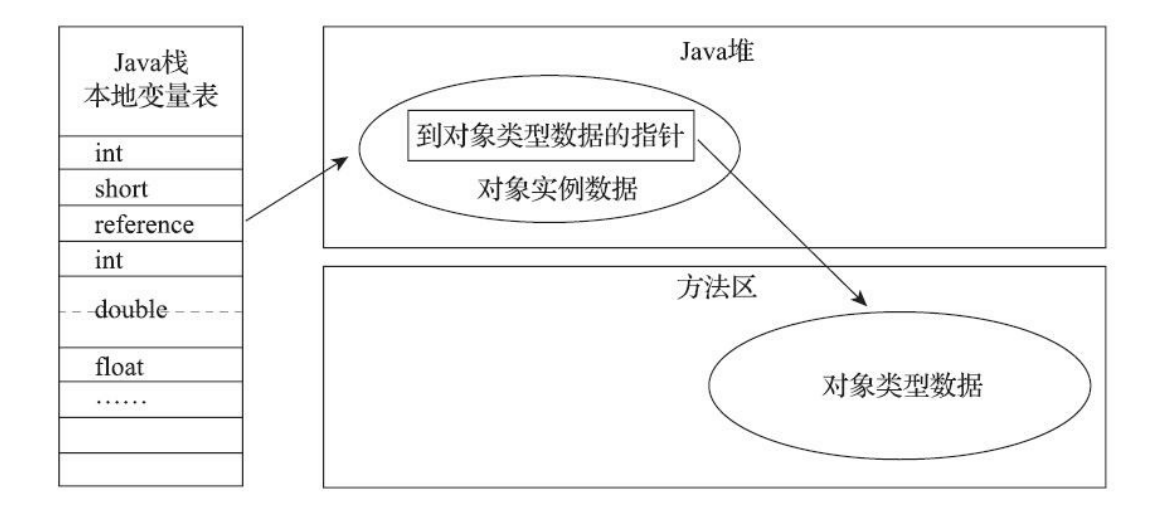 Java栈
本地变量表
int
short
reference
int
double
float
……
Java堆
到对象类型数据的指针
对象实例数据
方法区
对象类型数据